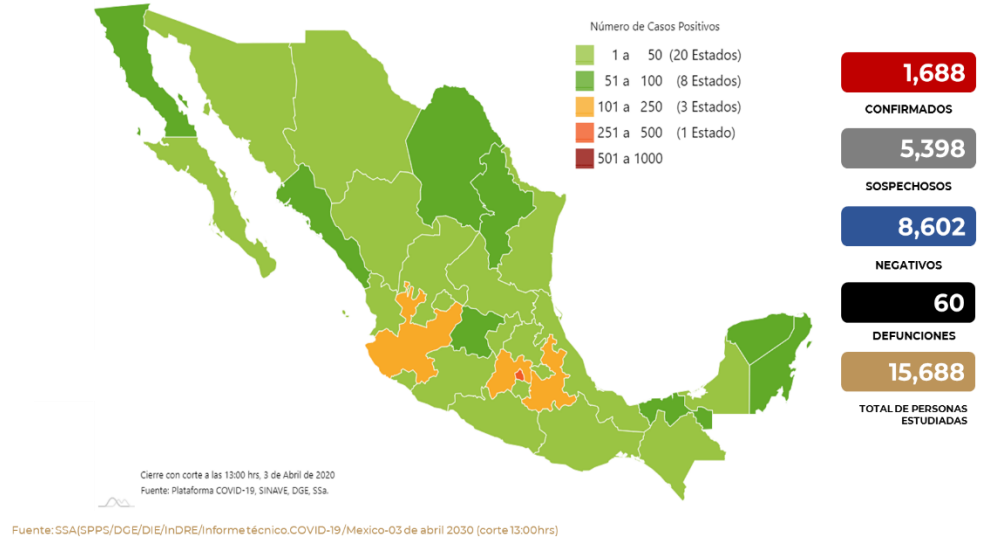 Número de Casos Positivos
1 a 50 (20 Estados)
51 a 100 (8 Estados)
101 a 250 (3 Estados)
251 a 500 (1 Estado)
501 a 1000
1,688
CONFIRMADOS
5,398
SOSPECHOSOS
8,602
NEGATIVOS
60
DEFUNCIONES
15,688
TOTAL DE PERSONAS
ESTUDIADAS
Cierre con corte a las 13:00 hrs, 3 de Abril de 2020
Fuente: Plataforma COVID-19, SINAVE, DGE, SSa.
Fuente: SSA(SPPS/DGE/DIE/InDRE/Informe técnico.COVID-19/Mexico-03 de abril 2030 (corte 13:00hrs)